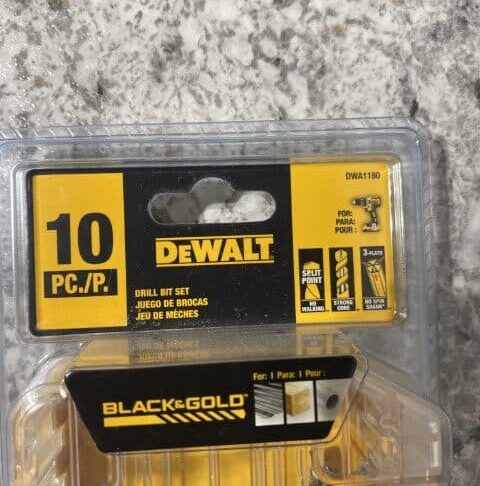 DWA1180
10
PC./P.
DEWALT
DRILL BIT SET
JUEGO DE BROCAS
JEU DE MÈCHES
FOR:
PARA:
POUR :
SPLIT
POINT
NO
WALKING
STRONG
CORE
3-FLATS
NO SPIN
SHANK
For: | Para: | Pour :
BLACK&GOLD